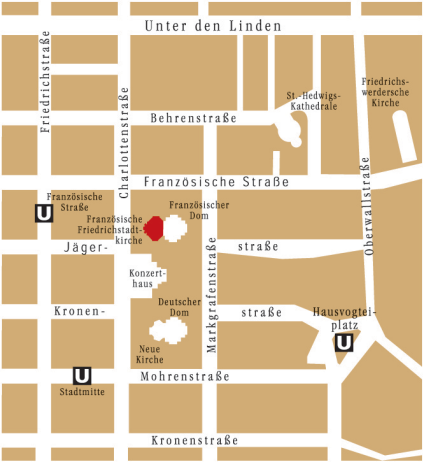 Unter den Linden
Friedrichstraße
Charlottenstraße
St.-Hedwigs-
Kathedrale
Friedrichs-
werdersche
Kirche
Behrenstraße
Französische Straße
Oberwallstraße
Französische
Straße
U
Französischer
Dom
Französische
Friedrichstadt-
kirche
Jäger-
straße
Markgrafenstraße
Konzert-
haus
Deutscher
Dom
Kronen-
straße
Hausvogtei-
platz
U
Neue
Kirche
Mohrenstraße
U
Stadtmitte
Kronenstraße